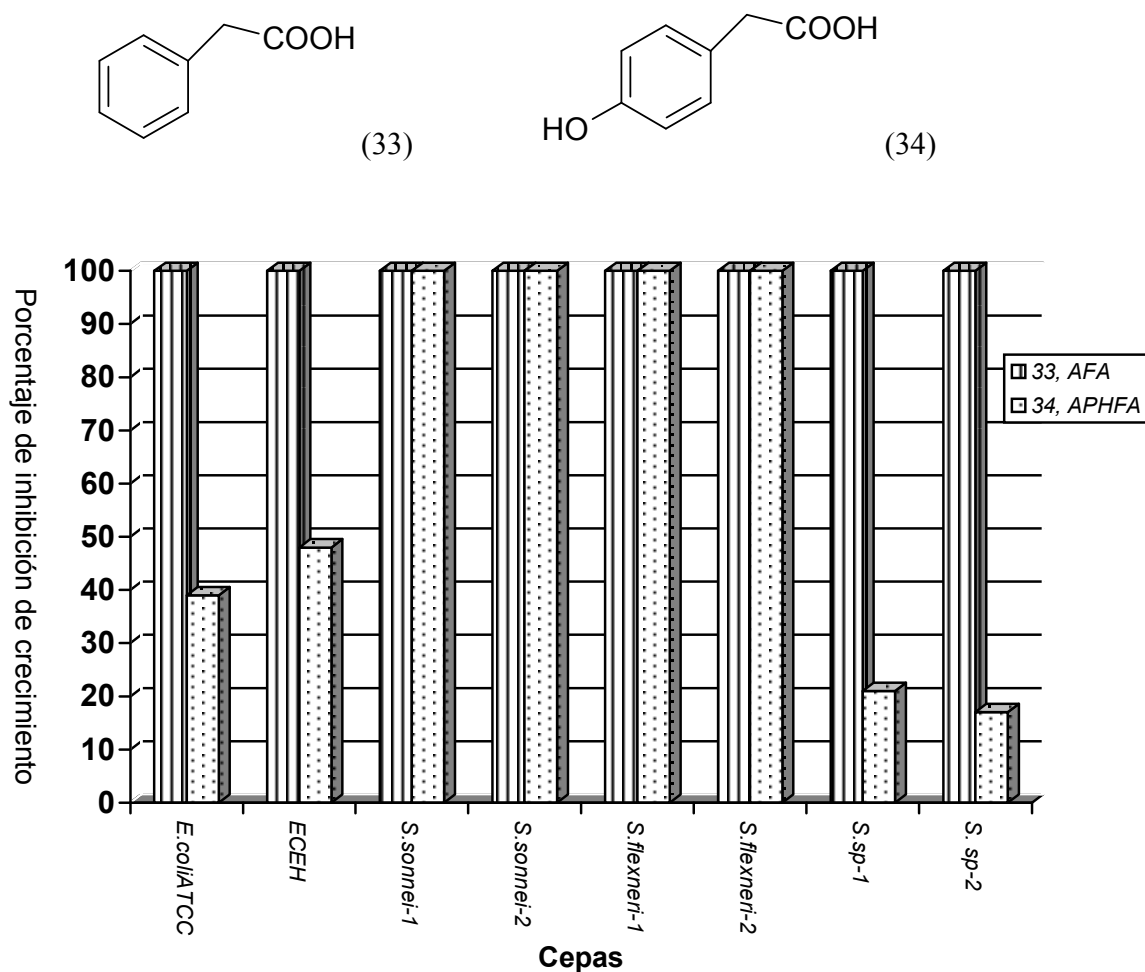 COOH
(33)
COOH
HO
(34)
Porcentaje de inhibición de crecimiento
100
90
80
70
60
50
40
30
20
10
0
33, AFA
34, APHFA
E.coliATCC
ECEH
S.sonnei-1
S.sonnei-2
S.flexneri-1
S.flexneri-2
S.sp-1
S. sp-2
Cepas